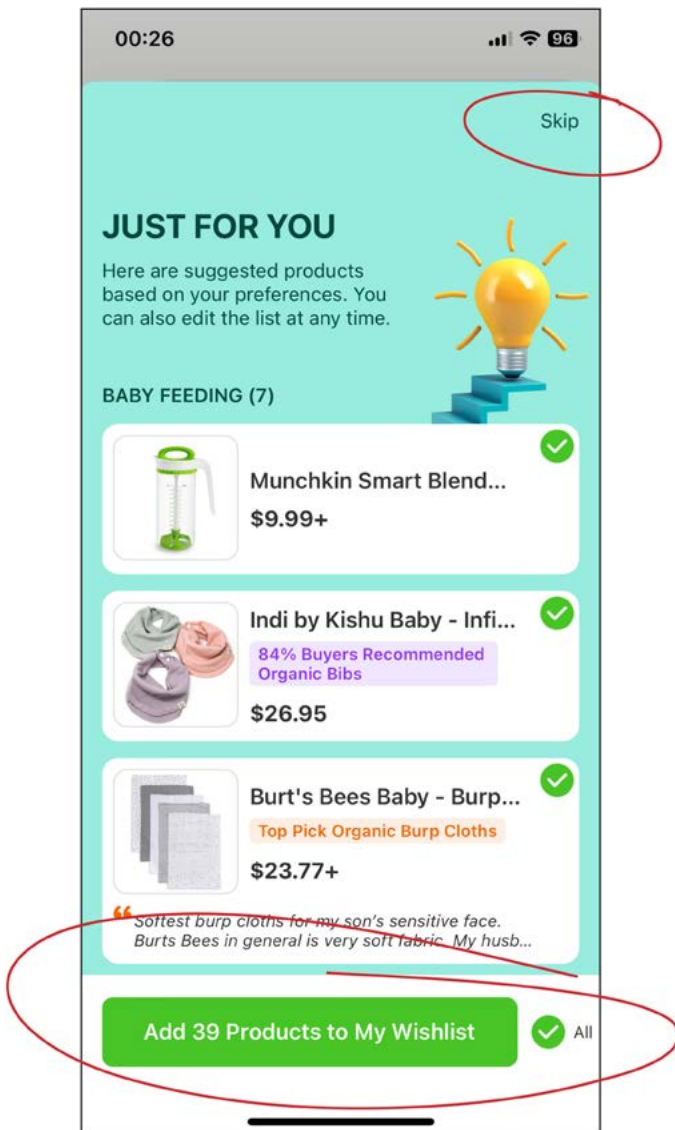 00:26
96
Skip
JUST FOR YOU
Here are suggested products
based on your preferences. You
can also edit the list at any time.
BABY FEEDING (7)
Munchkin Smart Blend...
$9.99+
Indi by Kishu Baby - Infi...
84% Buyers Recommended
Organic Bibs
$26.95
Burt's Bees Baby - Burp...
Top Pick Organic Burp Cloths
$23.77+
“Softest burp cloths for my son's sensitive face.
Burts Bees in general is very soft fabric. My husb...
Add 39 Products to My Wishlist
All